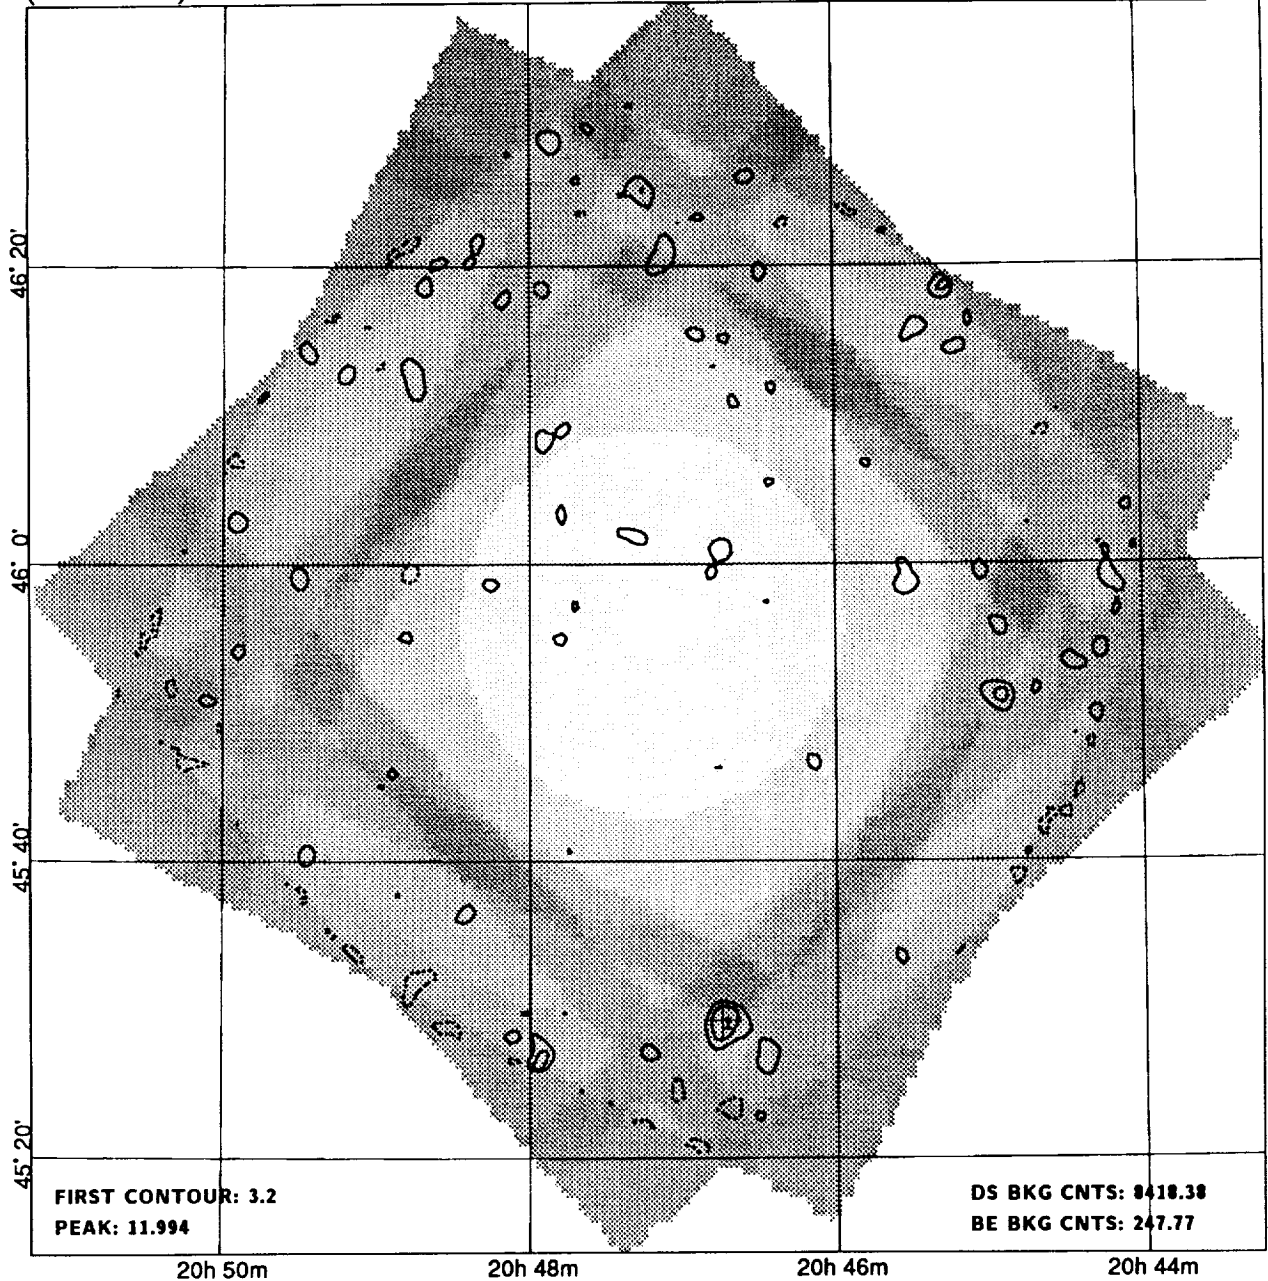 46° 20'
46° 0'
45° 40'
45° 20'
FIRST CONTOUR: 3.2
PEAK: 11.994
DS BKG CNTS: 8418.38
BE BKG CNTS: 247.77
20h 50m
20h 48m
20h 46m
20h 44m